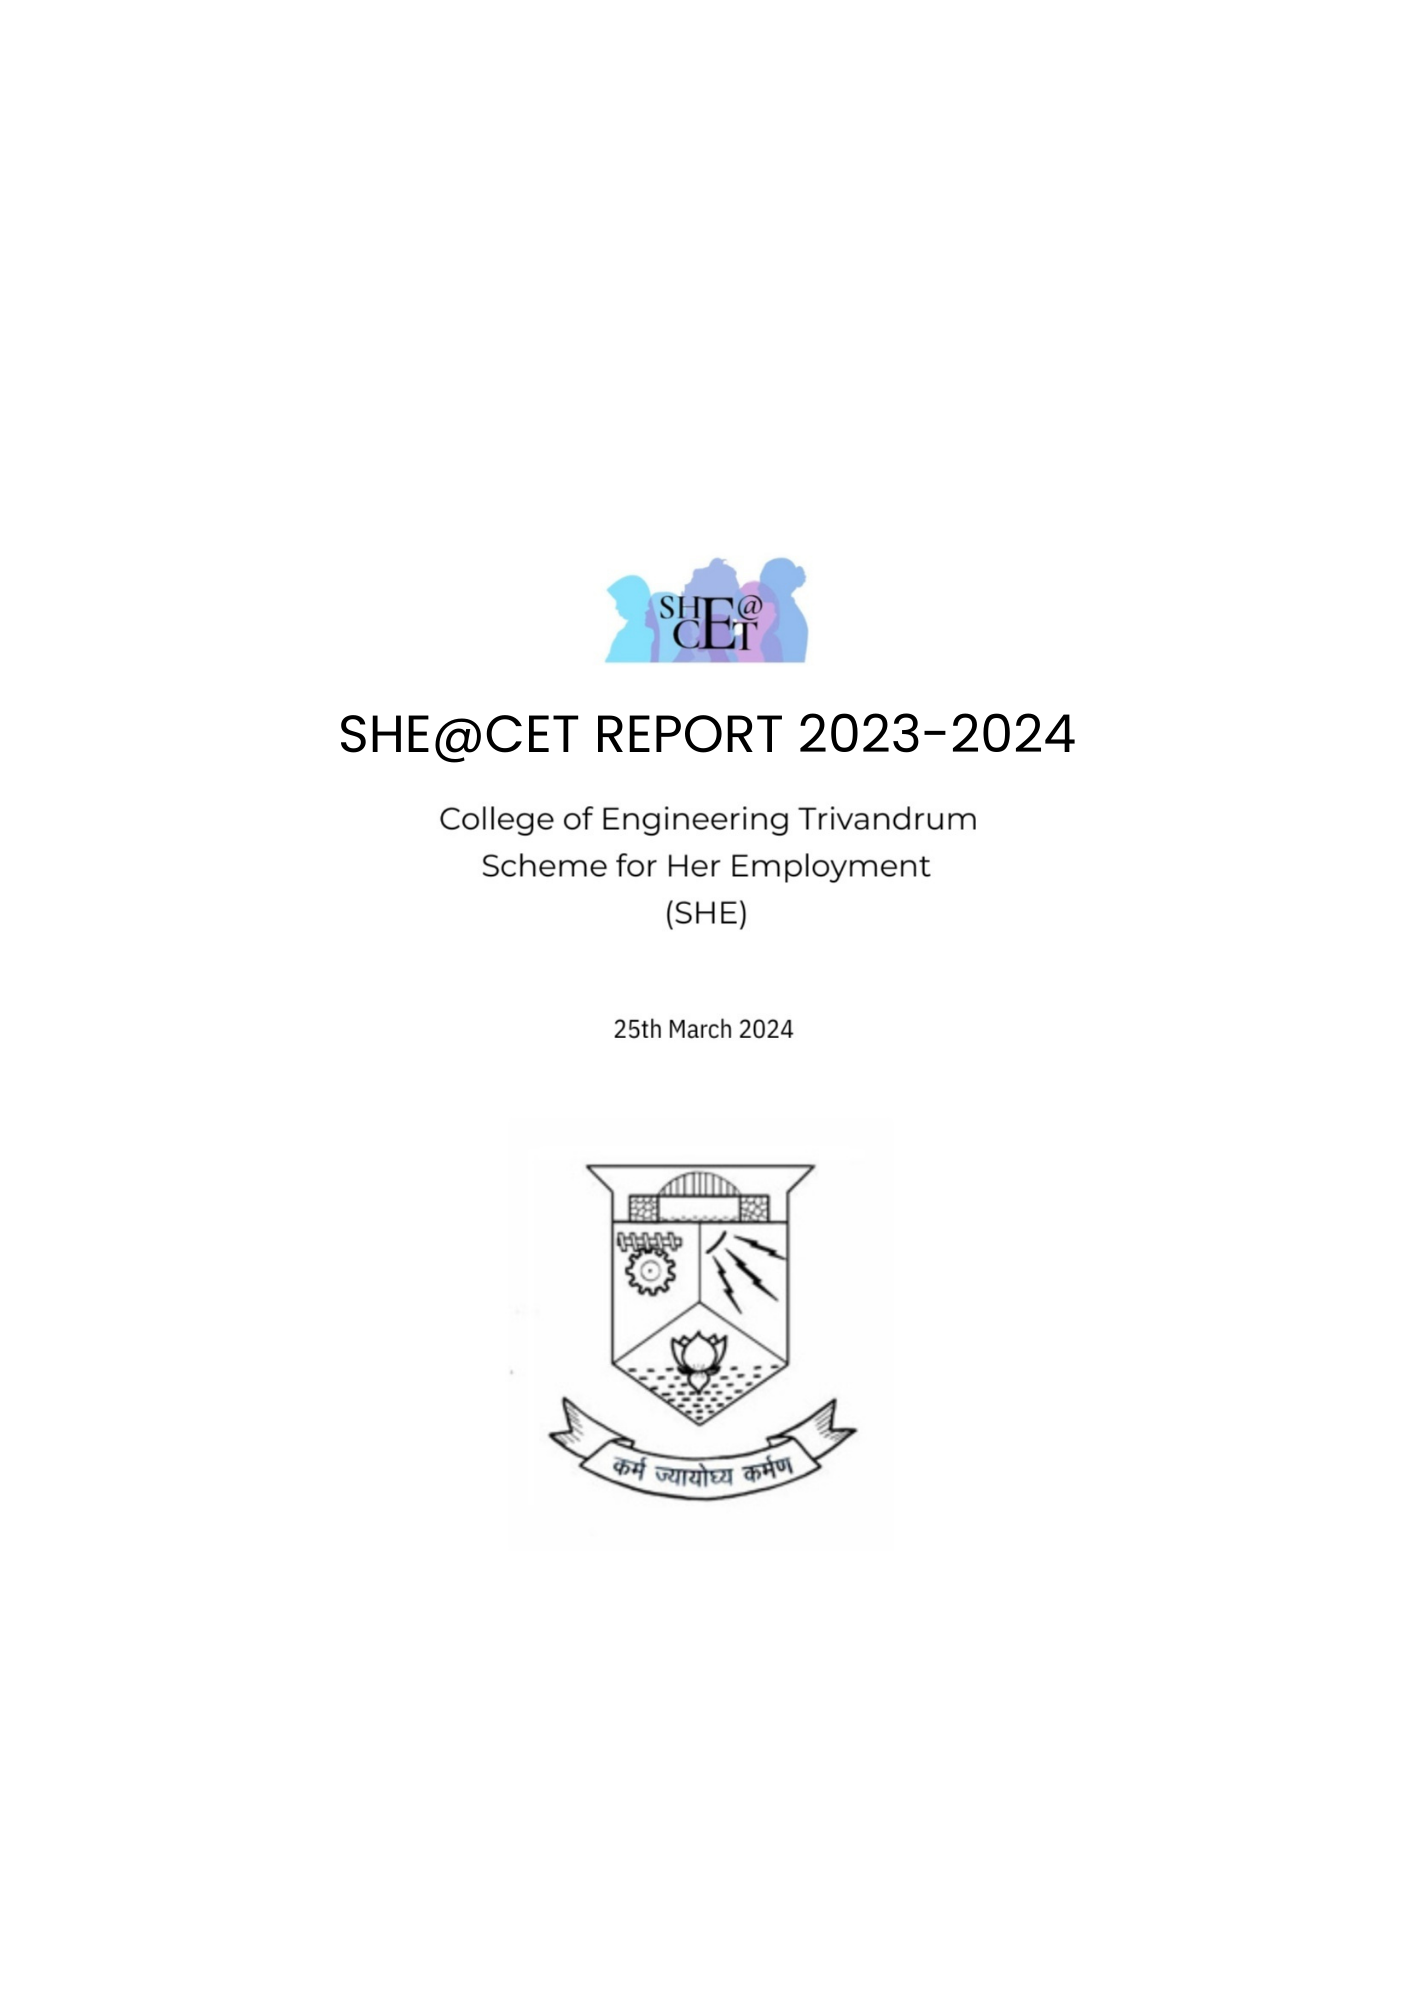 SHE@
CET
SHE@CET REPORT 2023-2024
College of Engineering Trivandrum
Scheme for Her Employment
(SHE)
25th March 2024
कर्म ज्यायोघ्य कर्मण